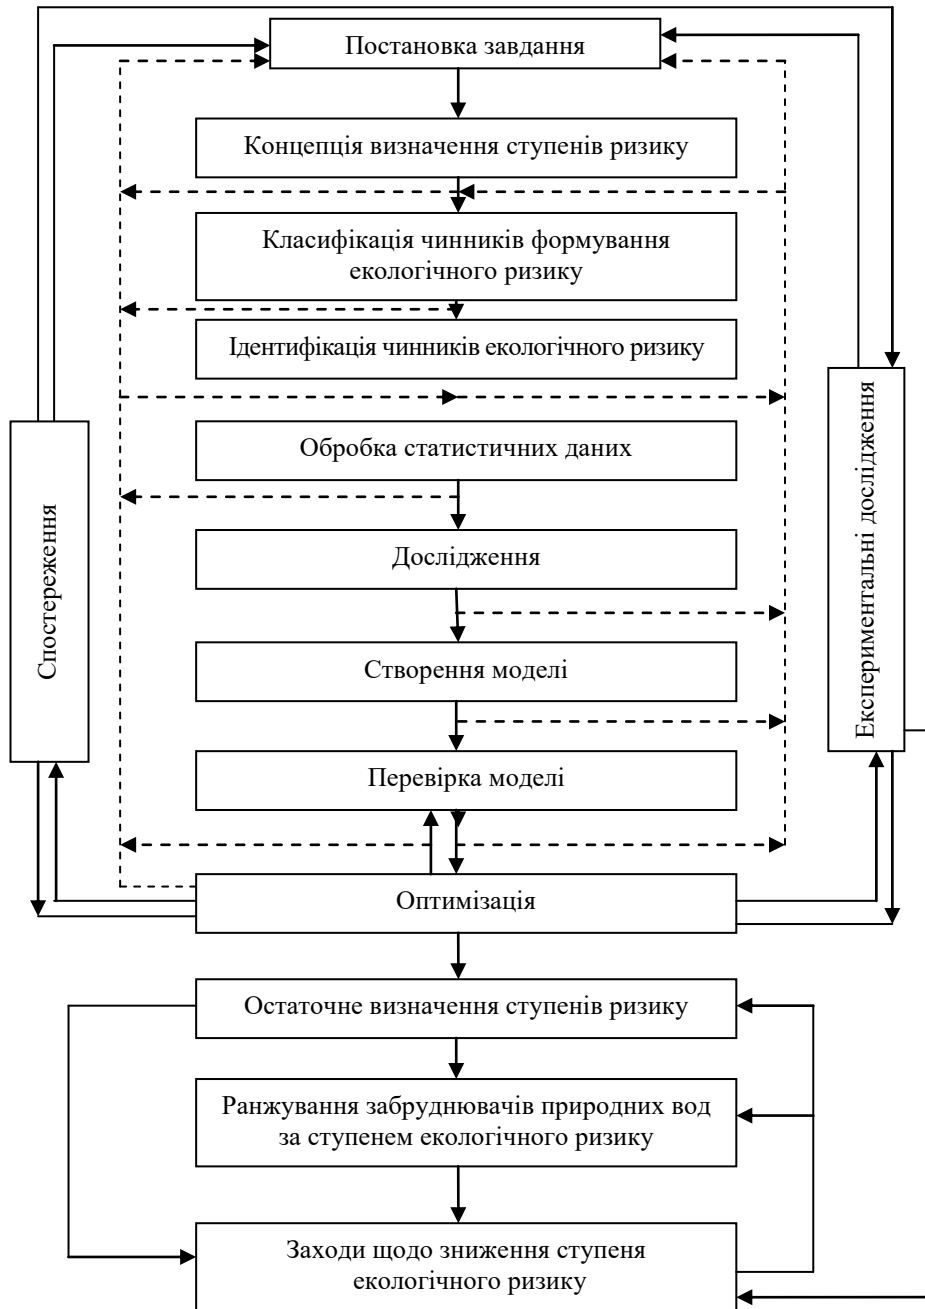 Постановка завдання
Концепція визначення ступенів ризику
Класифікація чинників формування
екологічного ризику
Ідентифікація чинників екологічного ризику
Обробка статистичних даних
Дослідження
Створення моделі
Перевірка моделі
Оптимізація
Спостереження
Експериментальні дослідження
Остаточне визначення ступенів ризику
Ранжування забруднювачів природних вод
за ступенем екологічного ризику
Заходи щодо зниження ступеня
екологічного ризику